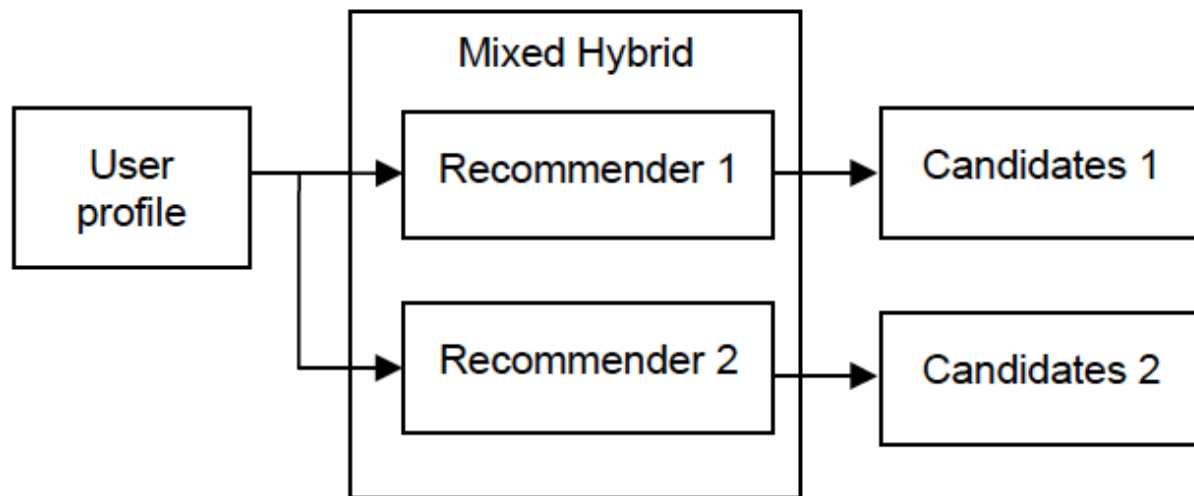 Mixed Hybrid
User
profile
Recommender 1
Candidates 1
Recommender 2
Candidates 2